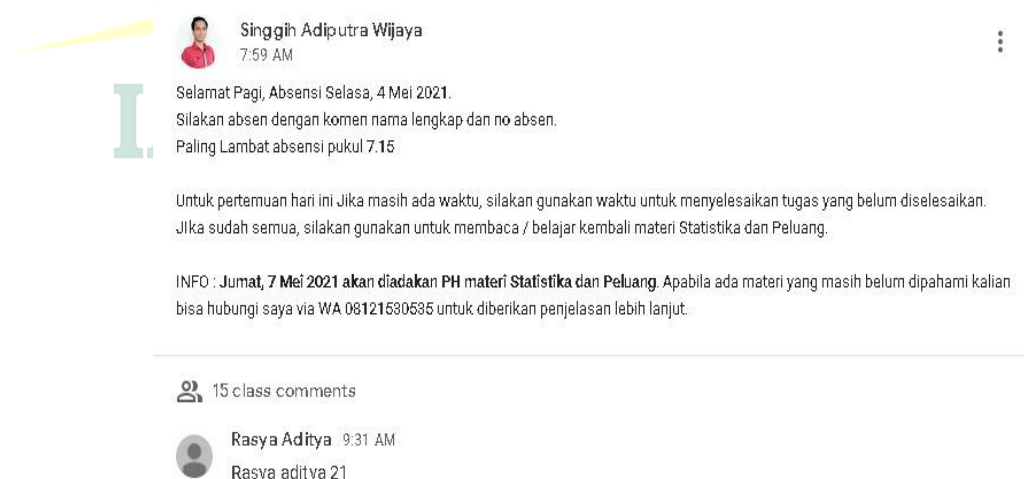 Singgih Adiputra Wijaya
7:59 AM
Selamat Pagi, Absensi Selasa, 4 Mei 2021.
Silakan absen dengan komen nama lengkap dan no absen.
Paling Lambat absensi pukul 7.15
Untuk pertemuan hari ini Jika masih ada waktu, silakan gunakan waktu untuk menyelesaikan tugas yang belum diselesaikan.
JIka sudah semua, silakan gunakan untuk membaca / belajar kembali materi Statistika dan Peluang.
INFO : Jumat, 7 Mei 2021 akan diadakan PH materi Statistika dan Peluang. Apabila ada materi yang masih belum dipahami kalian
bisa hubungi saya via WA 08121530535 untuk diberikan penjelasan lebih lanjut.
15 class comments
Rasya Aditya 9:31 AM
Rasya aditya 21